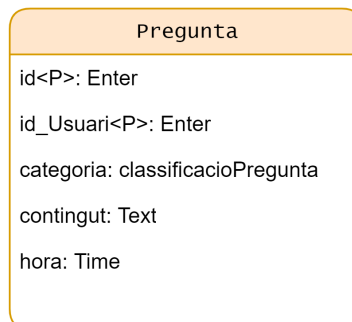 Pregunta
id<P>: Enter
id_Usuari<P>: Enter
categoria: classificacioPregunta
contingut: Text
hora: Time